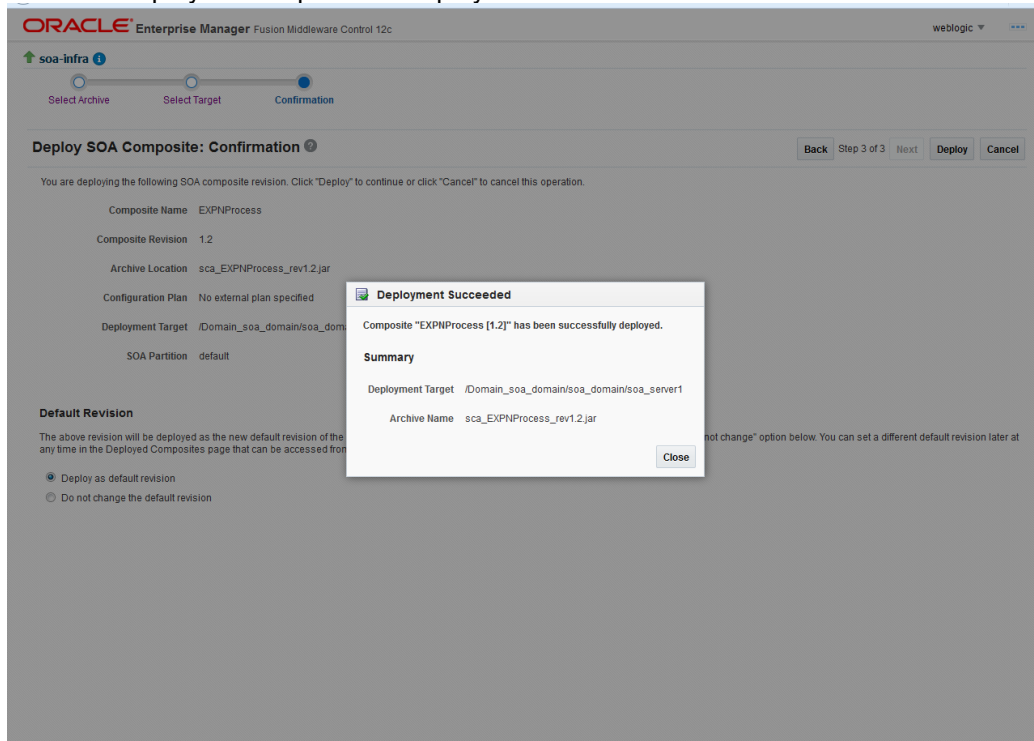 ORACLE Enterprise Manager Fusion Middleware Control 12c
weblogic
soa-infra
Select Archive Select Target Confirmation
Deploy SOA Composite: Confirmation
Back Step 3 of 3 Next Deploy Cancel
You are deploying the following SOA composite revision. Click "Deploy" to continue or click "Cancel" to cancel this operation.
Composite Name EXPNProcess
Composite Revision 1.2
Archive Location sca_EXPNProcess_rev1.2.jar
Configuration Plan No external plan specified
Deployment Target /Domain_soa_domain/soa_dom
SOA Partition default
Deployment Succeeded
Composite "EXPNProcess [1.2]" has been successfully deployed.
Summary
Deployment Target /Domain_soa_domain/soa_domain/soa_server1
Archive Name sca_EXPNProcess_rev1.2.jar
Close
Default Revision
The above revision will be deployed as the new default revision of the not change" option below. You can set a different default revision later at
any time in the Deployed Composites page that can be accessed from
Deploy as default revision
Do not change the default revision